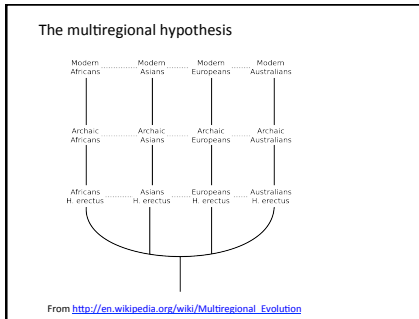 The multiregional hypothesis
Modern Africans
Modern Asians
Modern Europeans
Modern Australians
Archaic Africans
Archaic Asians
Archaic Europeans
Archaic Australians
Africans H. erectus
Asians H. erectus
Europeans H. erectus
Australians H. erectus
From http://en.wikipedia.org/wiki/Multiregional_Evolution